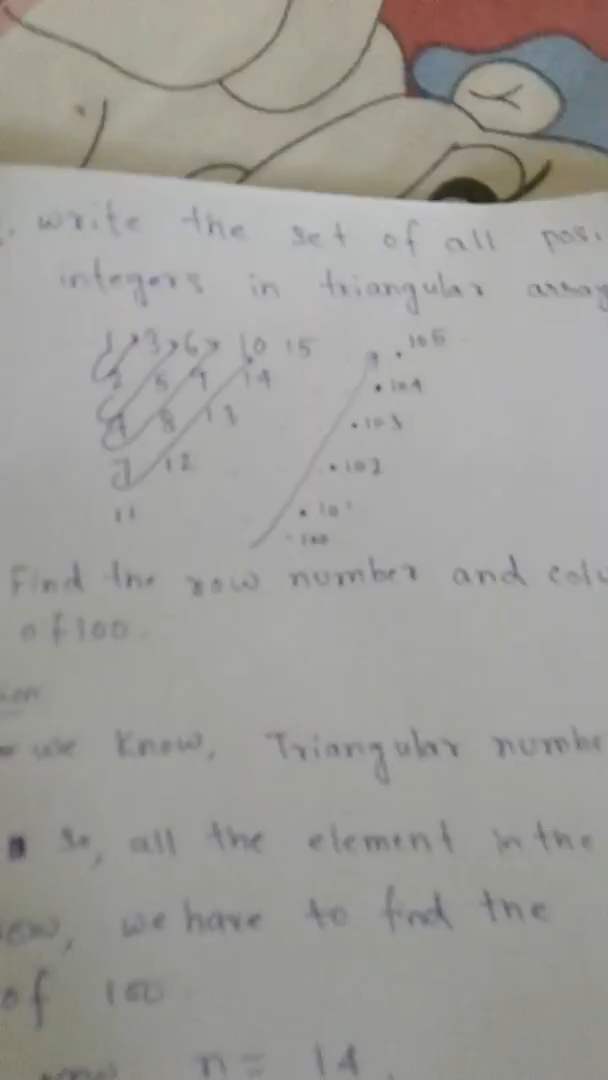 write the set of all pos.
integers in triangular array
1 3 6 10 15 105
2 5 9 14 104
4 8 13 103
7 12 102
11 101
100
Find the row number and colu
of 100.
we know, Triangular numbe
so, all the element in the
we have to find the
of 100
n = 14